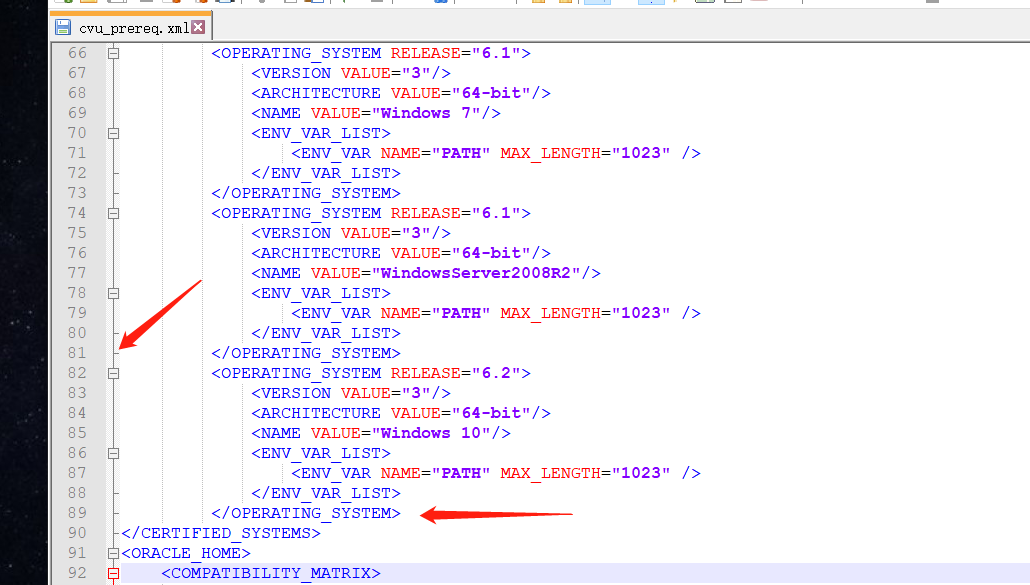 cvu_prereq.xml
66 <OPERATING_SYSTEM RELEASE="6.1">
67 <VERSION VALUE="3"/>
68 <ARCHITECTURE VALUE="64-bit"/>
69 <NAME VALUE="Windows 7"/>
70 <ENV_VAR_LIST>
71 <ENV_VAR NAME="PATH" MAX_LENGTH="1023" />
72 </ENV_VAR_LIST>
73 </OPERATING_SYSTEM>
74 <OPERATING_SYSTEM RELEASE="6.1">
75 <VERSION VALUE="3"/>
76 <ARCHITECTURE VALUE="64-bit"/>
77 <NAME VALUE="WindowsServer2008R2"/>
78 <ENV_VAR_LIST>
79 <ENV_VAR NAME="PATH" MAX_LENGTH="1023" />
80 </ENV_VAR_LIST>
81 </OPERATING_SYSTEM>
82 <OPERATING_SYSTEM RELEASE="6.2">
83 <VERSION VALUE="3"/>
84 <ARCHITECTURE VALUE="64-bit"/>
85 <NAME VALUE="Windows 10"/>
86 <ENV_VAR_LIST>
87 <ENV_VAR NAME="PATH" MAX_LENGTH="1023" />
88 </ENV_VAR_LIST>
89 </OPERATING_SYSTEM>
90 </CERTIFIED_SYSTEMS>
91 <ORACLE_HOME>
92 <COMPATIBILITY_MATRIX>